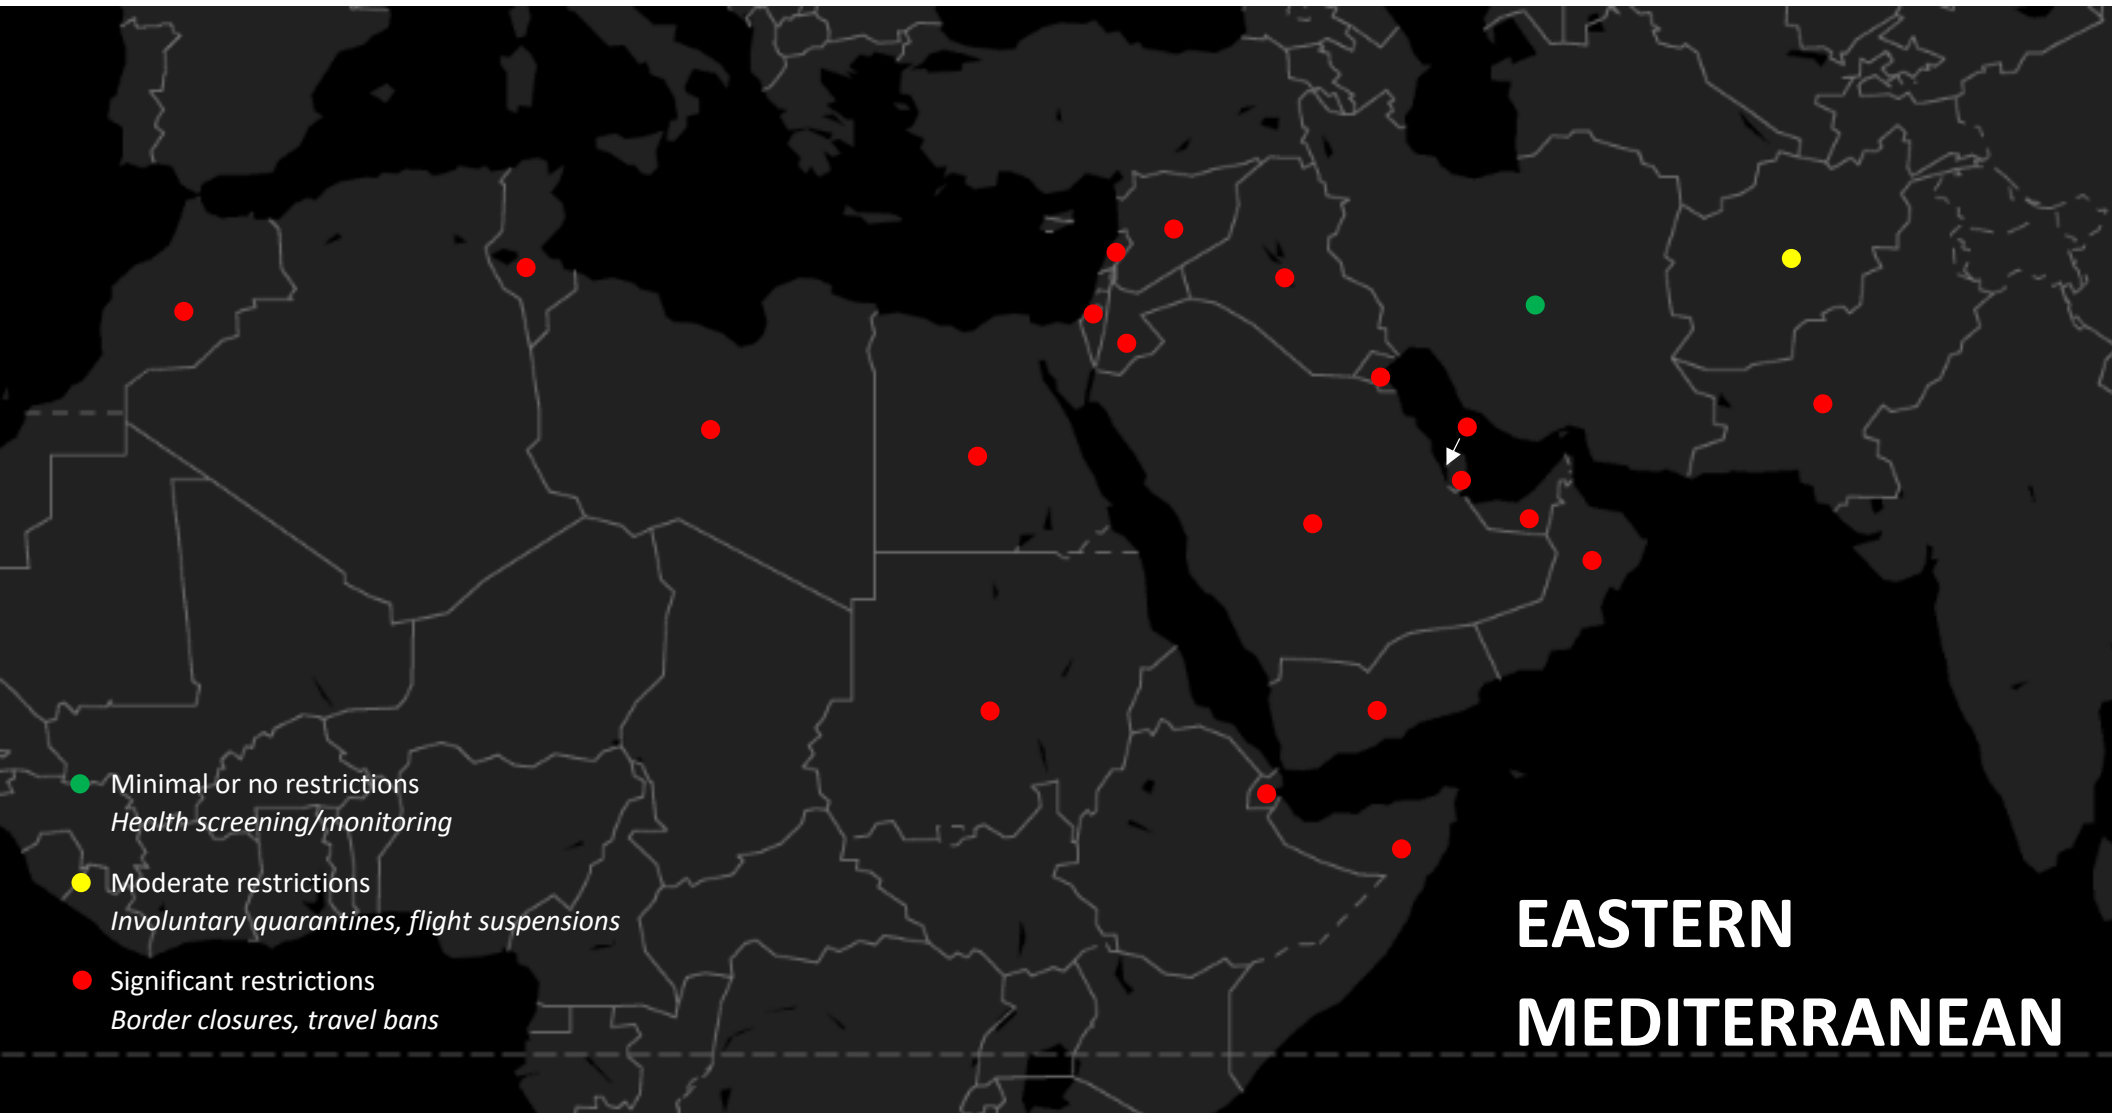 Minimal or no restrictions
Health screening/monitoring
Moderate restrictions
Involuntary quarantines, flight suspensions
Significant restrictions
Border closures, travel bans
EASTERN
MEDITERRANEAN